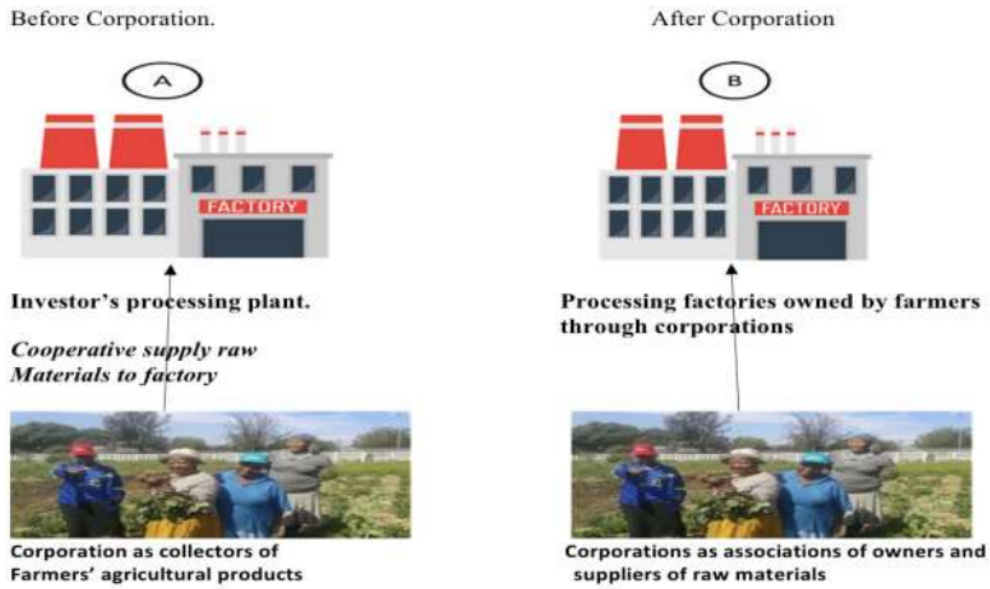 Before Corporation.
After Corporation
A
B
FACTORY
FACTORY
Investor's processing plant.
Cooperative supply raw
Materials to factory
Processing factories owned by farmers
through corporations
Corporation as collectors of
Farmers' agricultural products
Corporations as associations of owners and
suppliers of raw materials